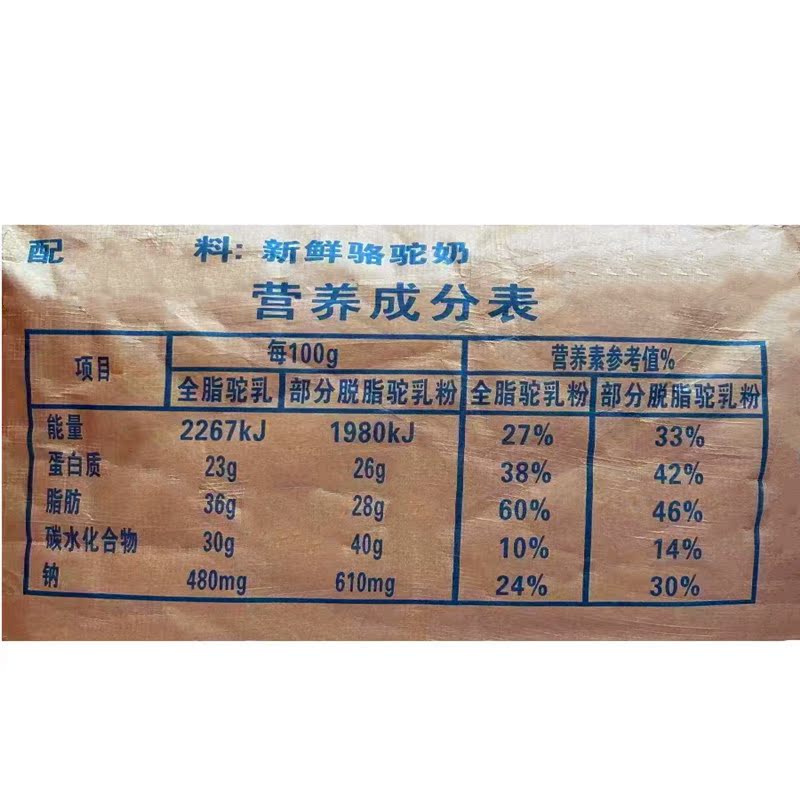 配 料: 新鲜骆驼奶
营养成分表
项目 每100g 营养素参考值%
全脂驼乳 部分脱脂驼乳粉 全脂驼乳粉 部分脱脂驼乳粉
能量 2267kJ 1980kJ 27% 33%
蛋白质 23g 26g 38% 42%
脂肪 36g 28g 60% 46%
碳水化合物 30g 40g 10% 14%
钠 480mg 610mg 24% 30%